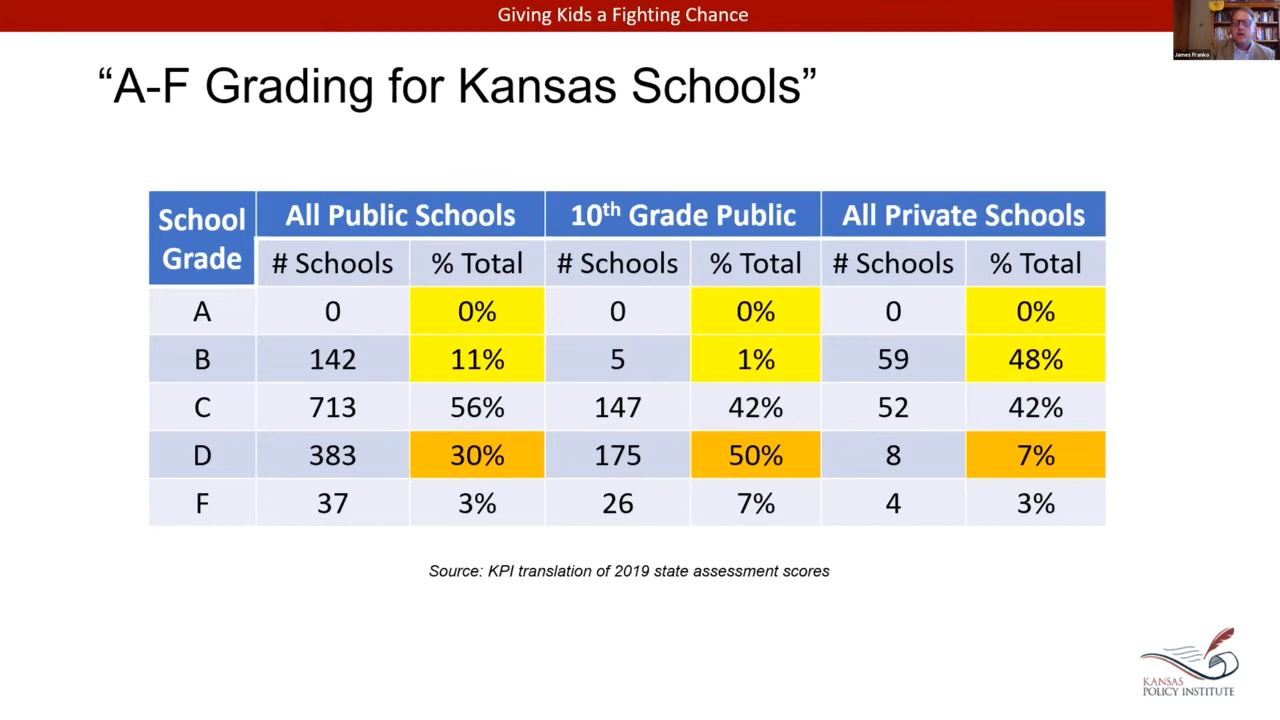 Giving Kids a Fighting Chance
James Franko
“A-F Grading for Kansas Schools”
School Grade All Public Schools 10th Grade Public All Private Schools
# Schools % Total # Schools % Total # Schools % Total
A 0 0% 0 0% 0 0%
B 142 11% 5 1% 59 48%
C 713 56% 147 42% 52 42%
D 383 30% 175 50% 8 7%
F 37 3% 26 7% 4 3%
Source: KPI translation of 2019 state assessment scores
KANSAS
POLICY INSTITUTE